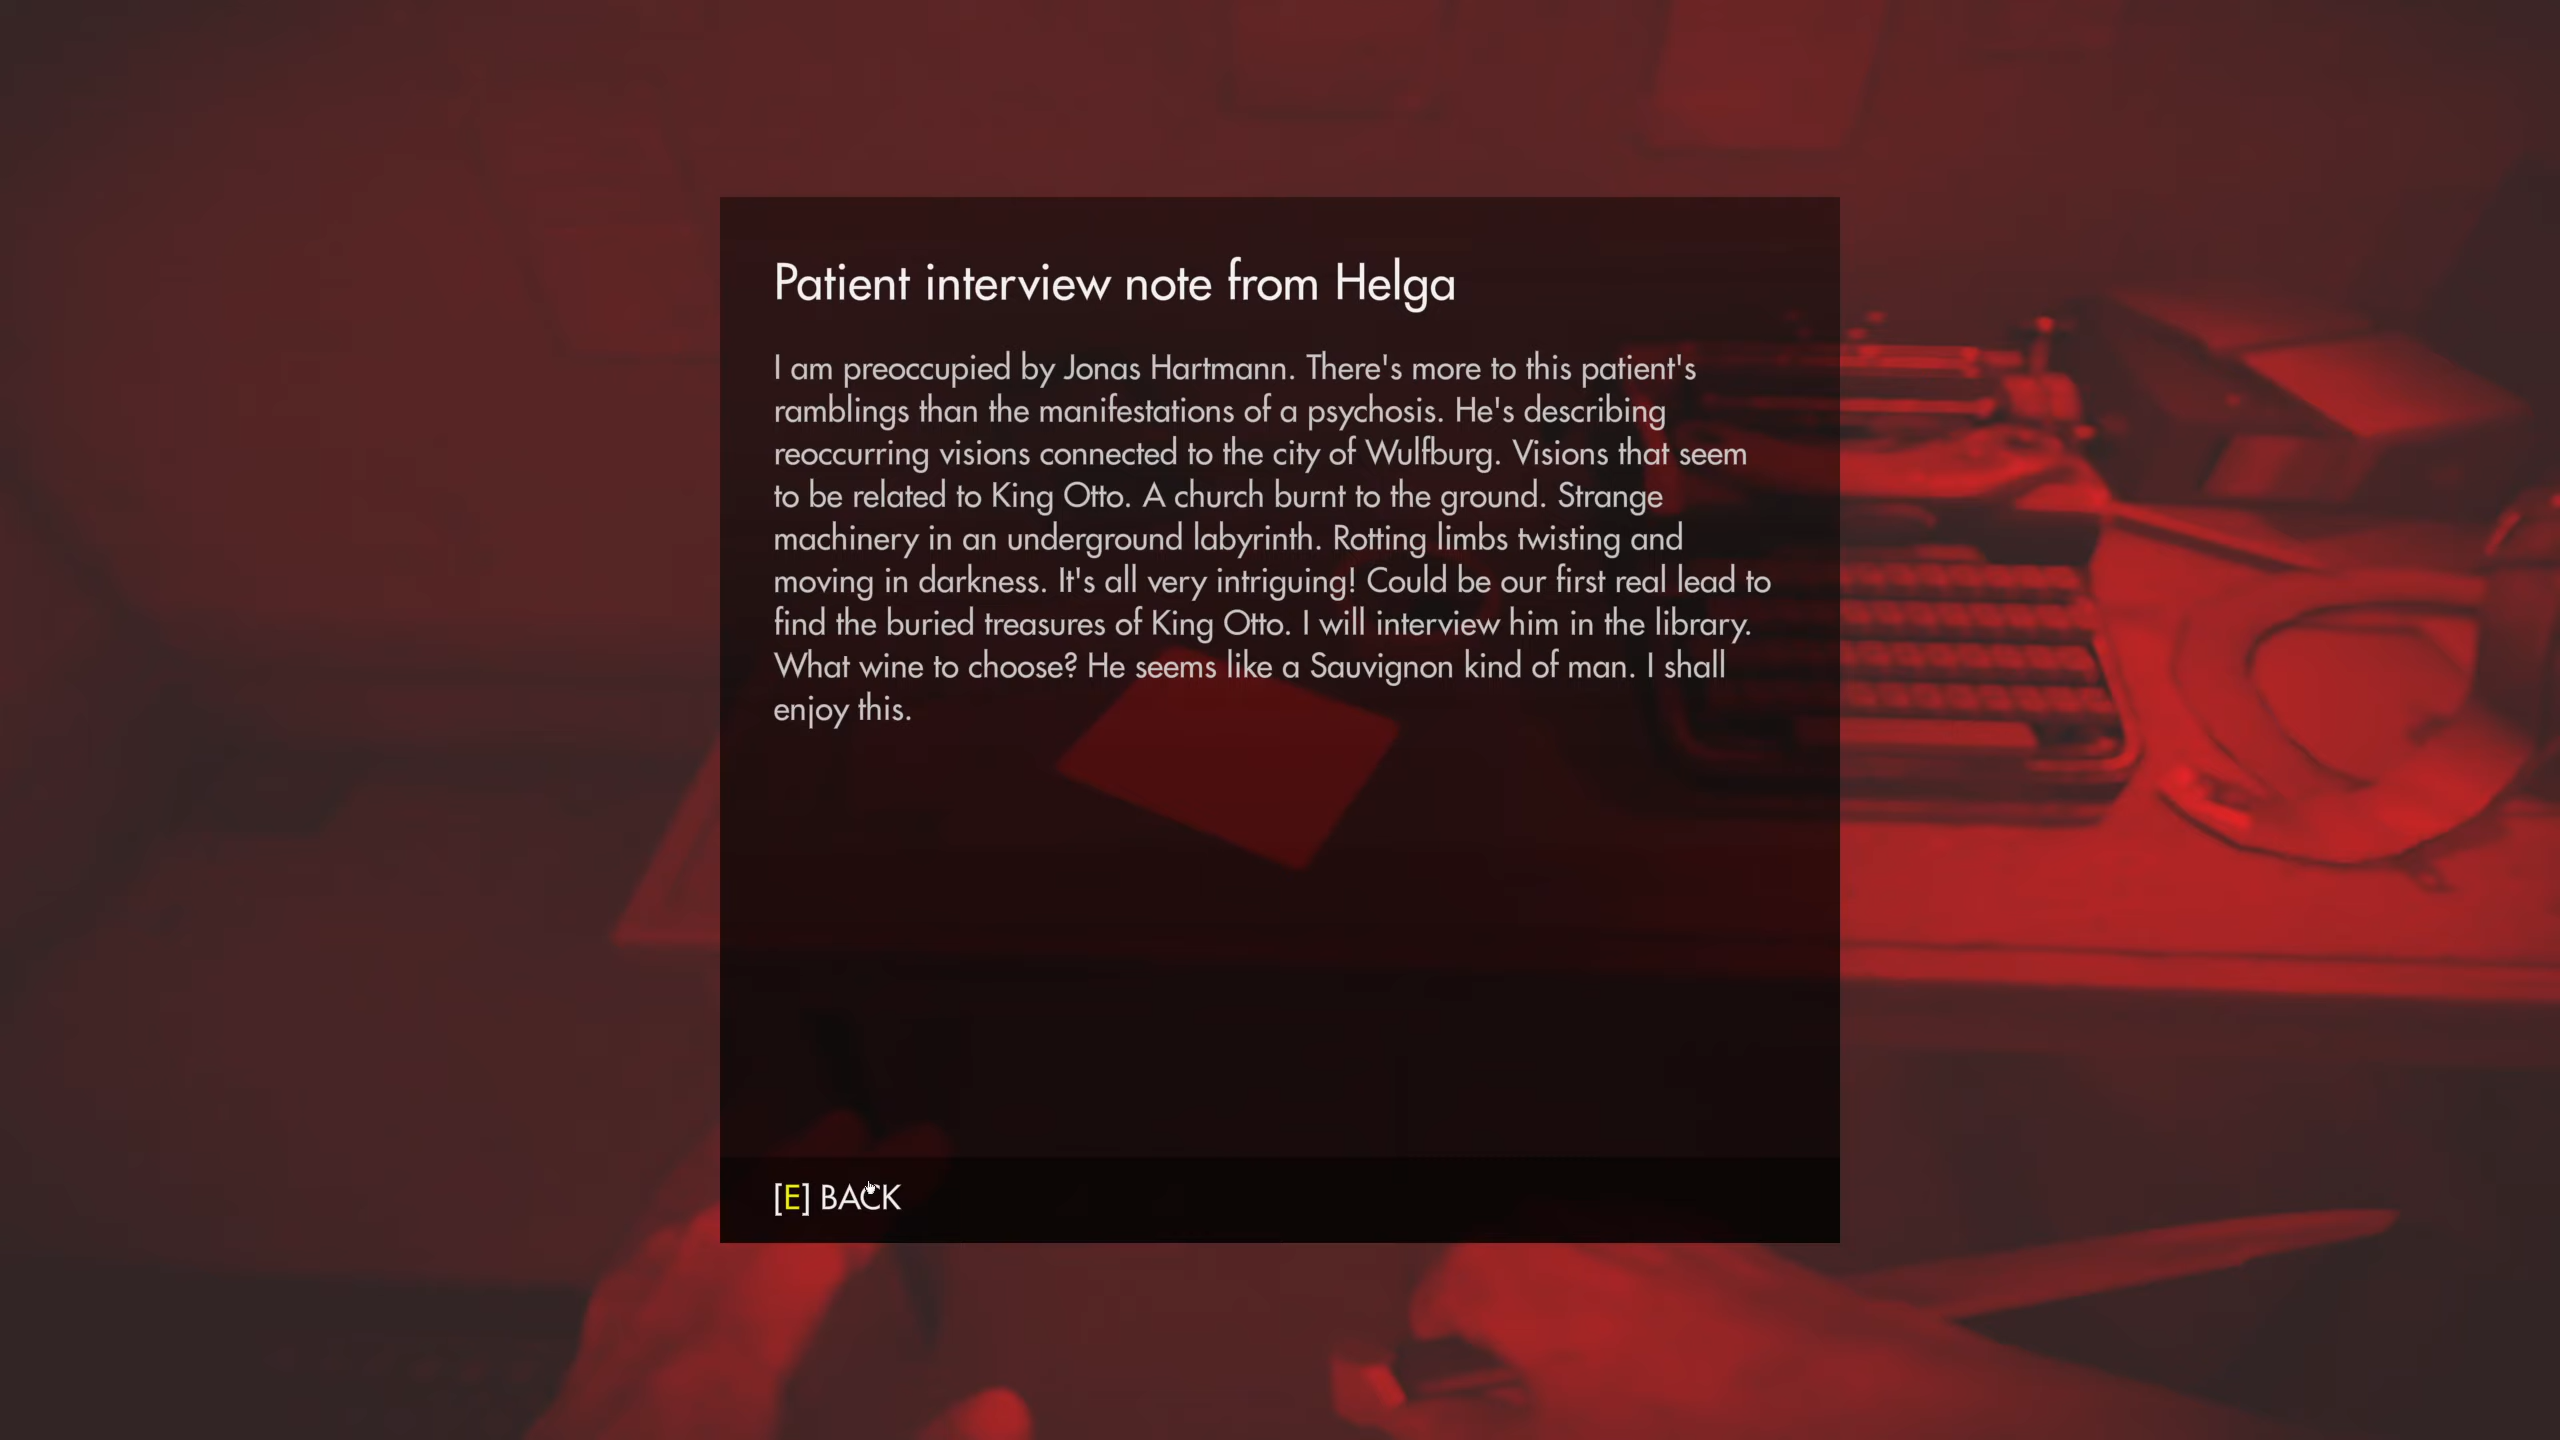 Patient interview note from Helga
I am preoccupied by Jonas Hartmann. There's more to this patient's
ramblings than the manifestations of a psychosis. He's describing
reoccurring visions connected to the city of Wulfburg. Visions that seem
to be related to King Otto. A church burnt to the ground. Strange
machinery in an underground labyrinth. Rotting limbs twisting and
moving in darkness. It's all very intriguing! Could be our first real lead to
find the buried treasures of King Otto. I will interview him in the library.
What wine to choose? He seems like a Sauvignon kind of man. I shall
enjoy this.
[E] BACK